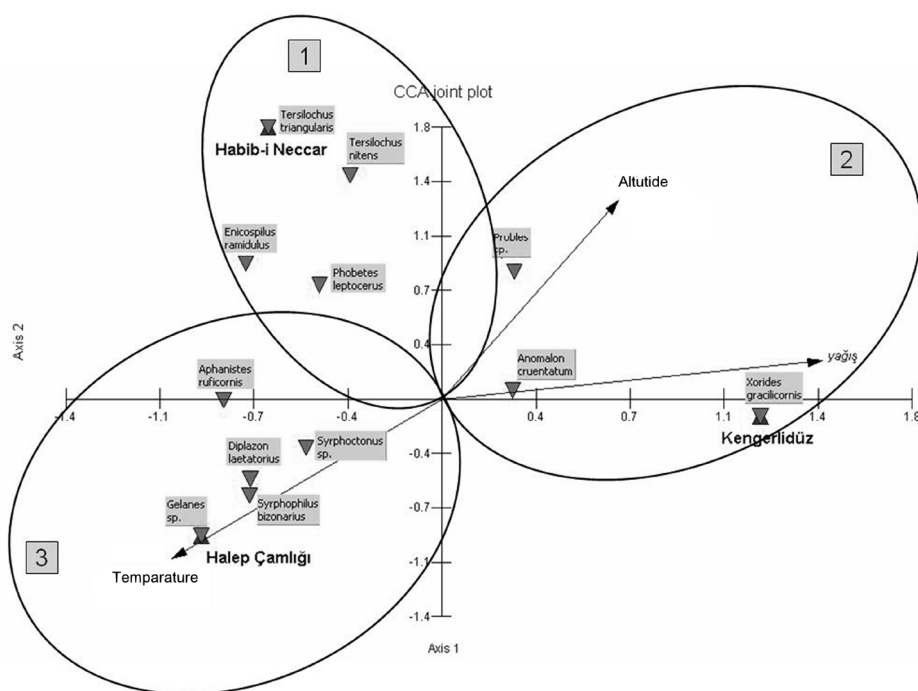 1
CCA joint plot
Tersilochus
triangularis
Habib-i Neccar
Tersilochus
nitens
Enicospilus
ramidulus
Phobetes
leptocerus
2
Altutide
Probles
sp.
Anomalon
cruentatum
yağış
Xorides
gracilicornis
Kengerlidüz
Aphanistes
ruficornis
Diplazon
laetatorius
Syrphoctonus
sp.
Syrphophilus
bizonarius
Gelanes
sp.
Halep Çamlığı
3
Temparature
Axis 2
Axis 1
1.8
1.4
1.1
0.7
0.4
-0.4
-0.7
-1.1
-1.4
-1.4
-1.1
-0.7
-0.4
0.4
0.7
1.1
1.4
1.8